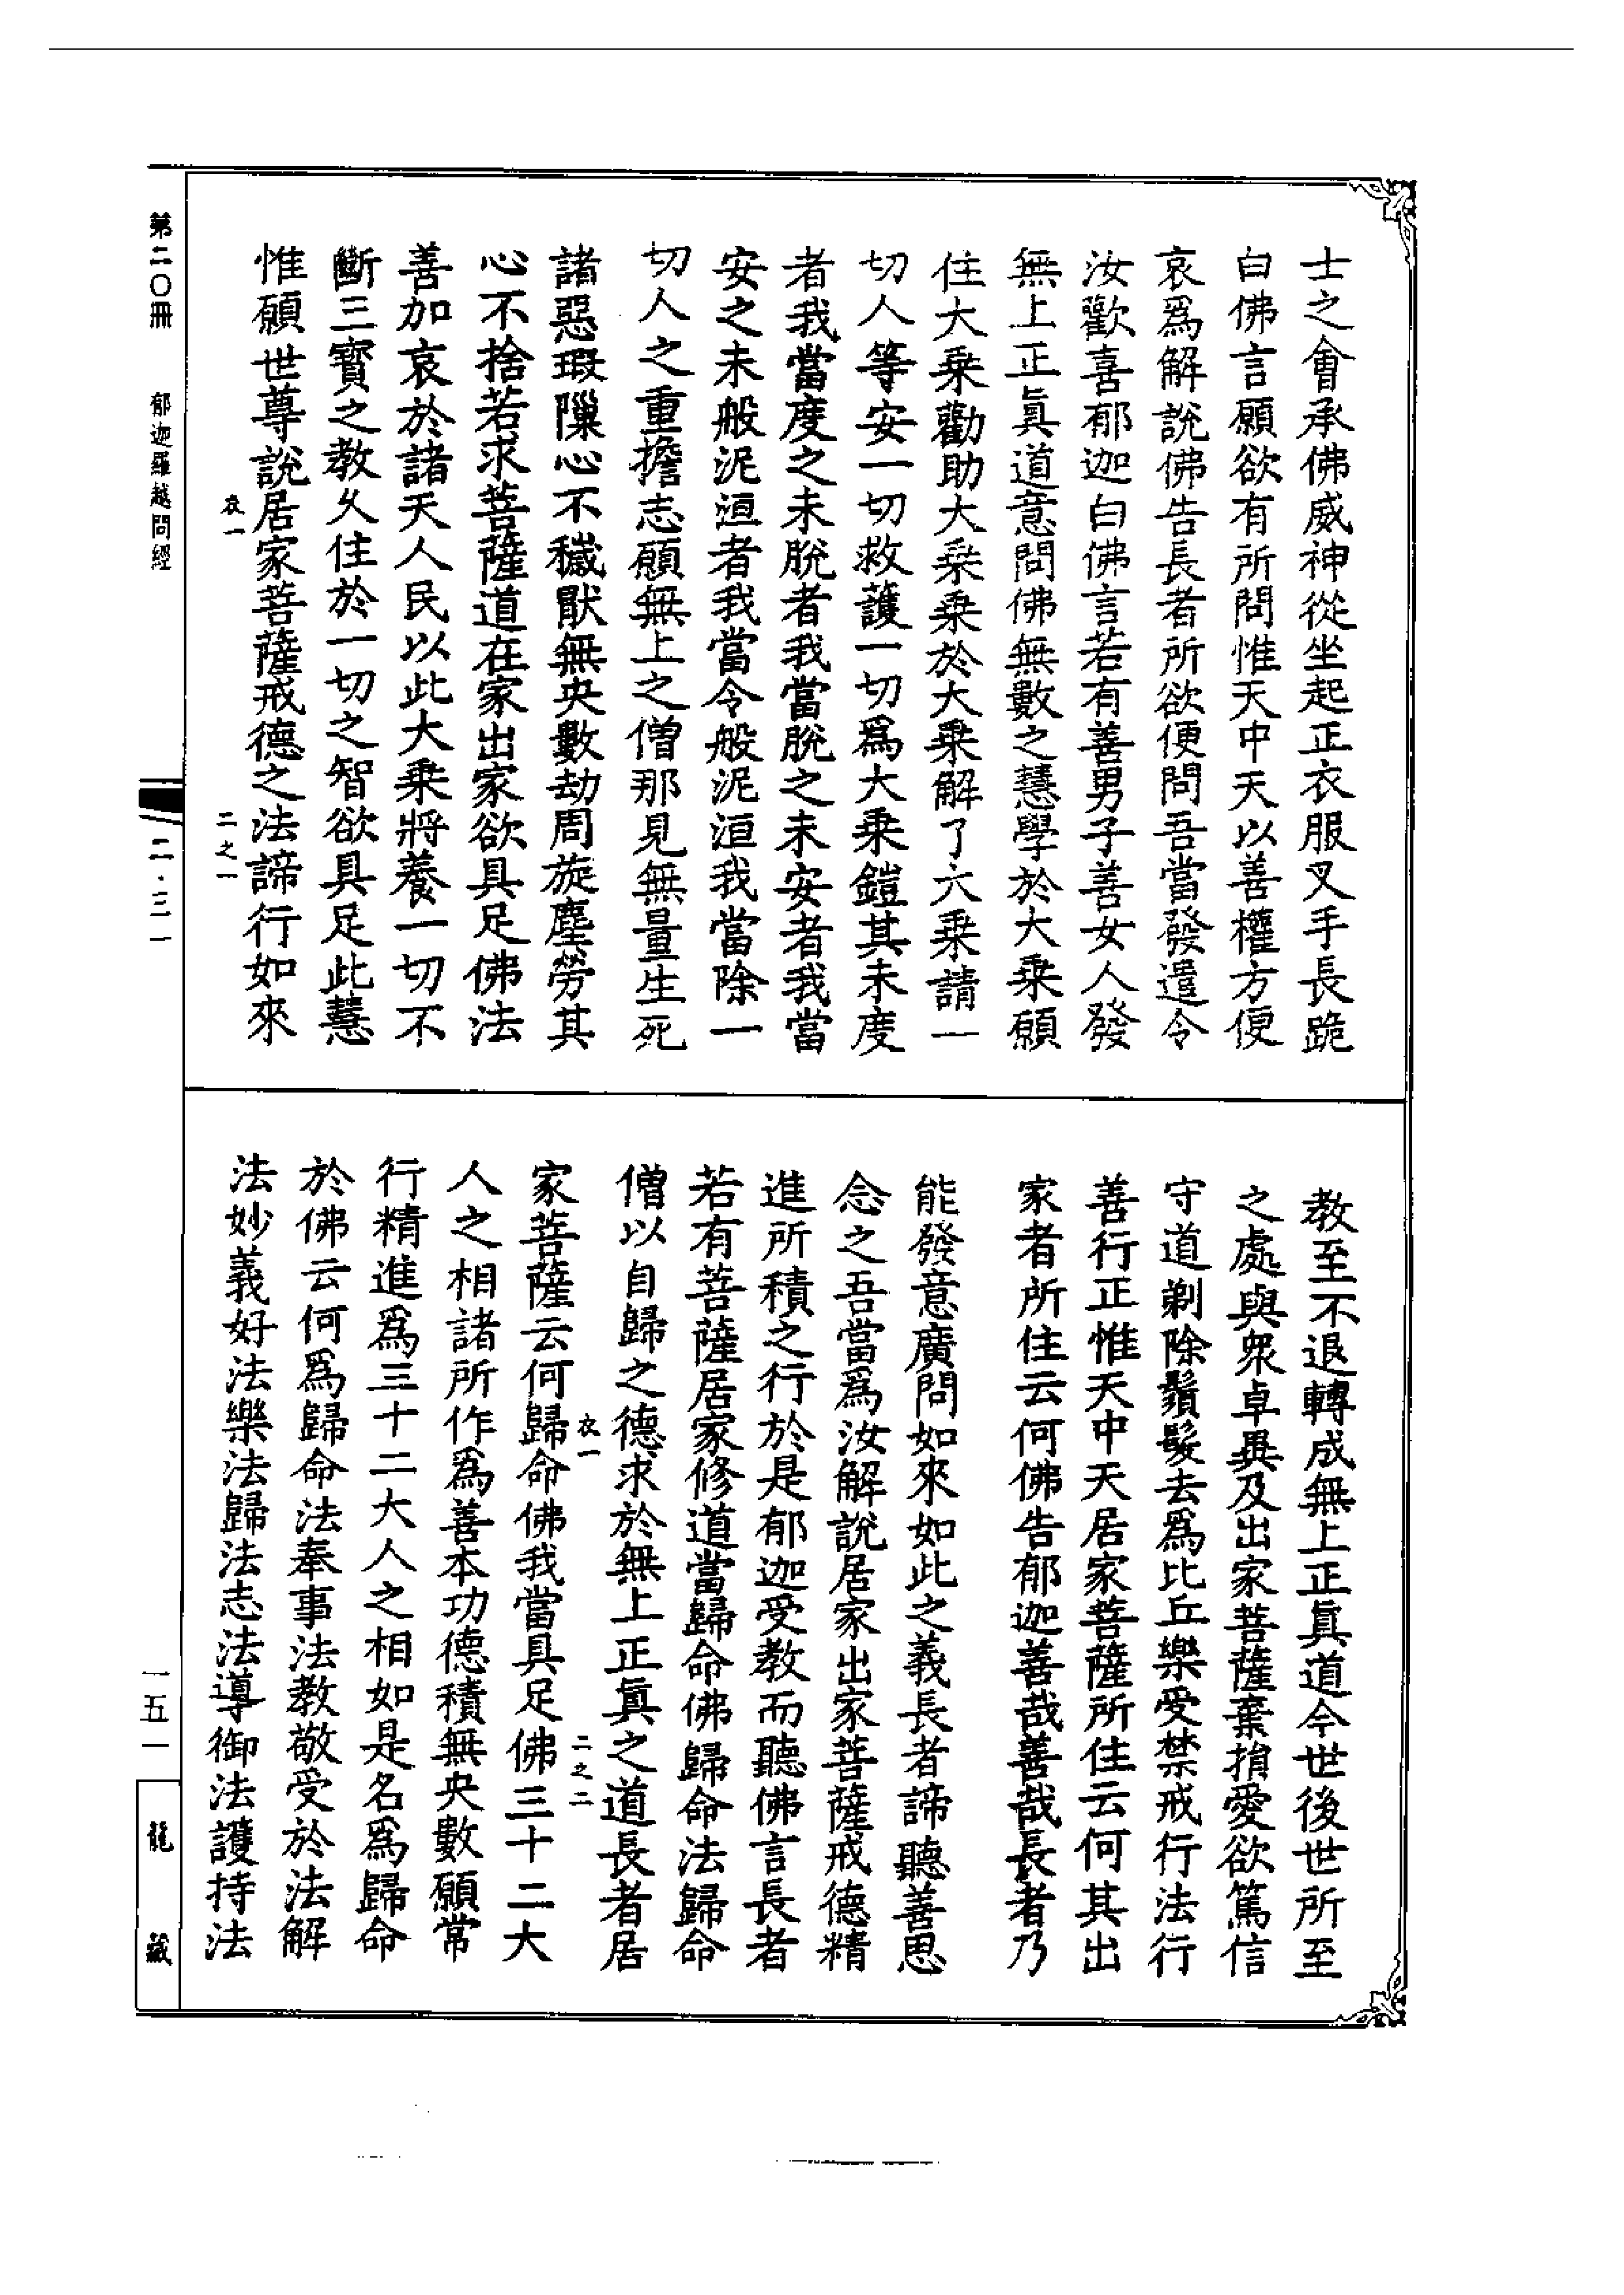 士之會承佛威神從坐起正衣服叉手長跪
白佛言願欲有所問惟天中天以善權方便
哀爲解說佛告長者所欲便問吾當發遣令
汝歡喜郁迦白佛言若有善男子善女人發
無上正眞道意問佛無數之慧學於大乗願
住大乗勸助大乗乗於大乗解了六乗請一
切人等安一切救護一切爲大乗鎧其未度
者我當度之未脫者我當脫之未安者我當
安之未般泥洹者我當令般泥洹我當除一
切人之重擔志願無上之僧那見無量生死
諸惡瑕隟心不穢猒無央數劫周旋塵勞其
心不捨若求菩薩道在家出家欲具足佛法
善加哀於諸天人民以此大乗將養一切不
斷三寶之教久住於一切之智欲具足此慧
惟願世尊說居家菩薩戒德之法諦行如來
衣一
二之一
教至不退轉成無上正眞道今世後世所至
之處與衆卓異及出家菩薩棄捐愛欲篤信
守道剃除鬚髮去爲比丘樂受禁戒行法行
善行正惟天中天居家菩薩所住云何其出
家者所住云何佛告郁迦善哉善哉長者乃
能發意廣問如來如此之義長者諦聽善思
念之吾當爲汝解說居家出家菩薩戒德精
進所積之行於是郁迦受教而聽佛言長者
若有菩薩居家修道當歸命佛歸命法歸命
僧以自歸之德求於無上正眞之道長者居
衣一
二之二
家菩薩云何歸命佛我當具足佛三十二大
人之相諸所作爲善本功德積無央數願常
行精進爲三十二大人之相如是名爲歸命
於佛云何爲歸命法奉事法教敬受於法解
法妙義好法樂法歸法志法導御法護持法
第二〇冊
郁迦羅越問經
二·三一
一五一
龍藏